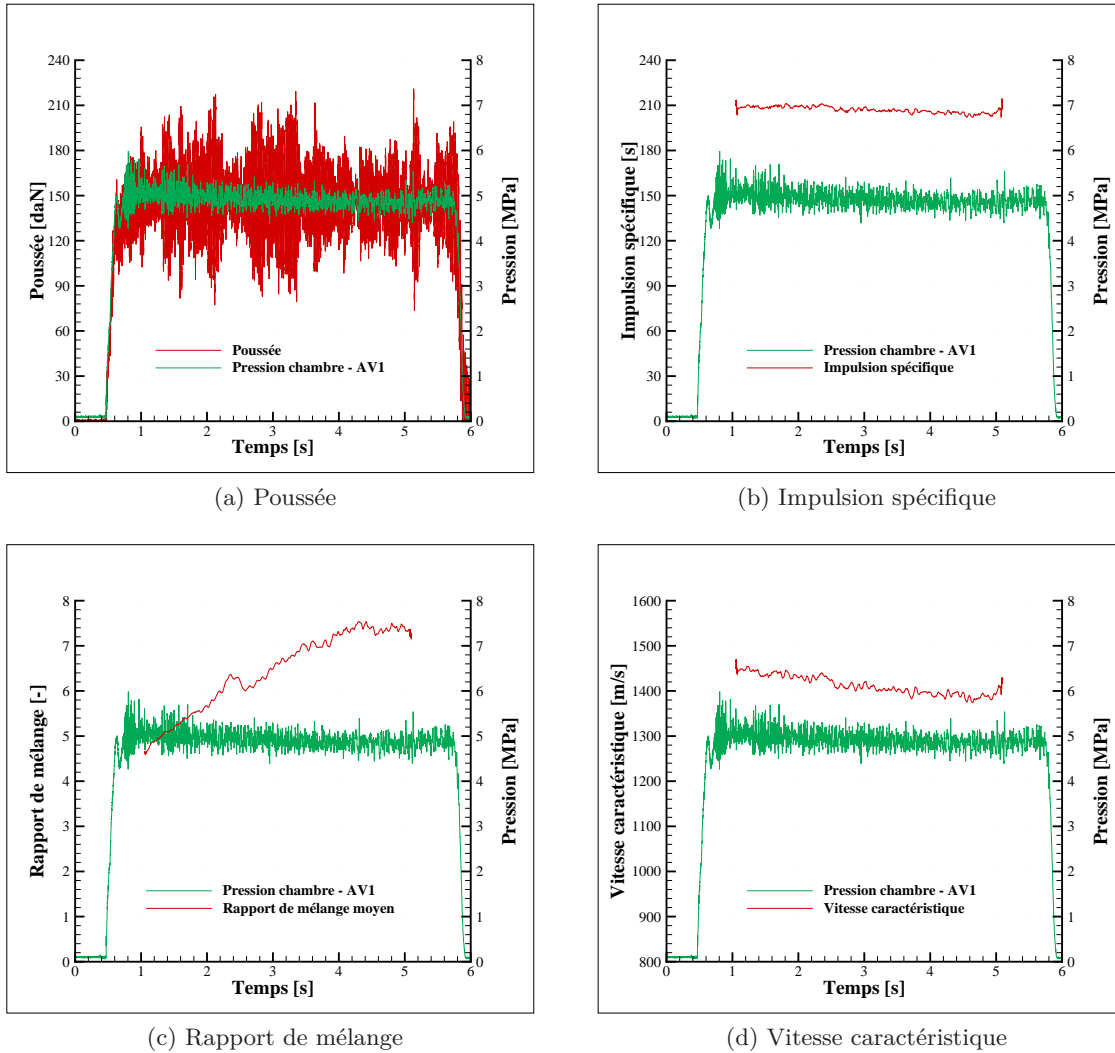 240
210
180
150
120
90
60
30
0
8
7
6
5
4
3
2
1
0
0 1 2 3 4 5 6
Poussée [daN]
Pression [MPa]
Temps [s]
Poussée
Pression chambre - AV1
(a) Poussée
240
210
180
150
120
90
60
30
0
8
7
6
5
4
3
2
1
0
0 1 2 3 4 5 6
Impulsion spécifique [s]
Pression [MPa]
Temps [s]
Pression chambre - AV1
Impulsion spécifique
(b) Impulsion spécifique
8
7
6
5
4
3
2
1
0
8
7
6
5
4
3
2
1
0
0 1 2 3 4 5 6
Rapport de mélange [-]
Pression [MPa]
Temps [s]
Pression chambre - AV1
Rapport de mélange moyen
(c) Rapport de mélange
1600
1500
1400
1300
1200
1100
1000
900
800
8
7
6
5
4
3
2
1
0
0 1 2 3 4 5 6
Vitesse caractéristique [m/s]
Pression [MPa]
Temps [s]
Pression chambre - AV1
Vitesse caractéristique
(d) Vitesse caractéristique